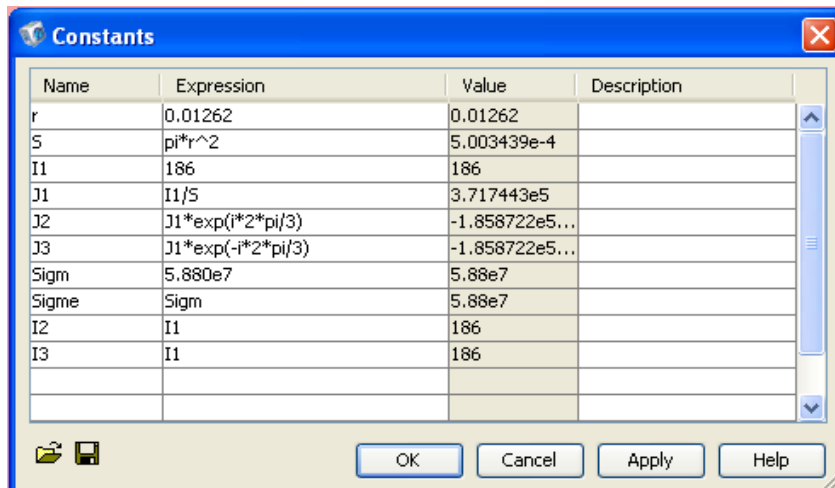 Constants
Name Expression Value Description
r 0.01262 0.01262
S pi*r^2 5.003439e-4
I1 186 186
J1 I1/S 3.717443e5
J2 J1*exp(i*2*pi/3) -1.858722e5...
J3 J1*exp(-i*2*pi/3) -1.858722e5...
Sigm 5.880e7 5.88e7
Sigme Sigm 5.88e7
I2 I1 186
I3 I1 186
OK Cancel Apply Help